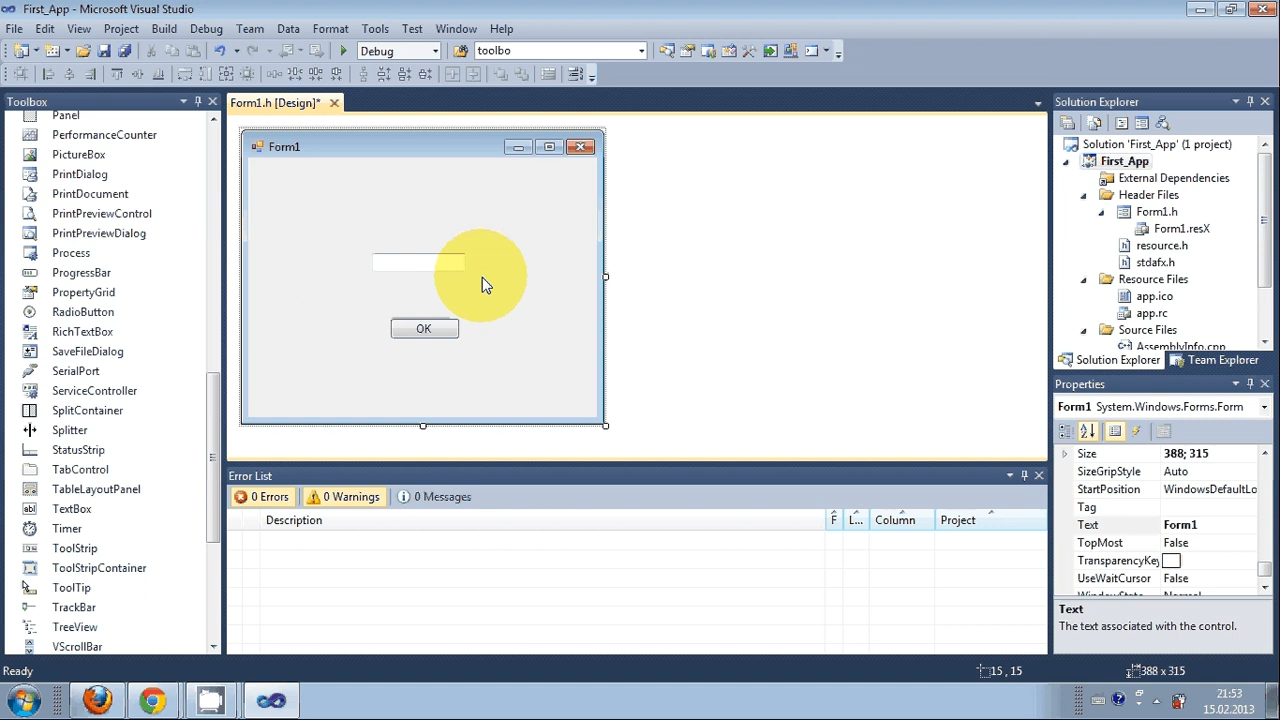 First_App - Microsoft Visual Studio
File Edit View Project Build Debug Team Data Format Tools Test Window Help
Debug toolbo
Toolbox
Form1.h [Design]*
Solution Explorer
Panel
PerformanceCounter
PictureBox
PrintDialog
PrintDocument
PrintPreviewControl
PrintPreviewDialog
Process
ProgressBar
PropertyGrid
RadioButton
RichTextBox
SaveFileDialog
SerialPort
ServiceController
SplitContainer
Splitter
StatusStrip
TabControl
TableLayoutPanel
TextBox
Timer
ToolStrip
ToolStripContainer
ToolTip
TrackBar
TreeView
VScrollBar
Form1
OK
Solution 'First_App' (1 project)
First_App
External Dependencies
Header Files
Form1.h
Form1.resX
resource.h
stdafx.h
Resource Files
app.ico
app.rc
Source Files
AssemblyInfo.cpp
Solution Explorer Team Explorer
Properties
Form1 System.Windows.Forms.Form
Size 388; 315
SizeGripStyle Auto
StartPosition WindowsDefaultLo
Tag
Text Form1
TopMost False
TransparencyKey
UseWaitCursor False
WindowState Normal
Text
The text associated with the control.
Error List
0 Errors 0 Warnings 0 Messages
Description F L... Column Project
Ready 15 , 15 388 x 315
21:53
15.02.2013